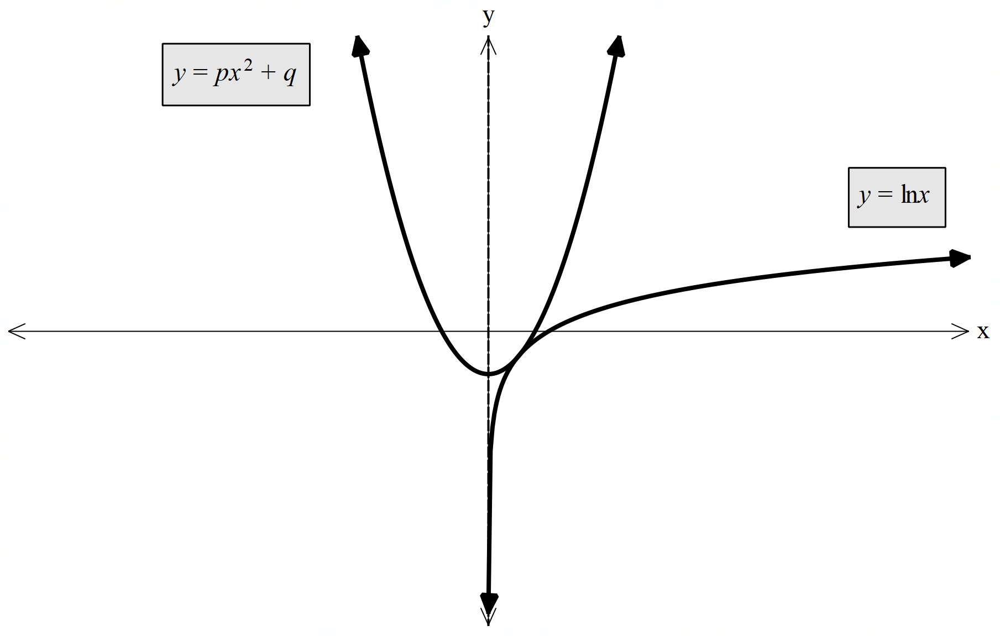 y
y = px² + q
y = lnx
x